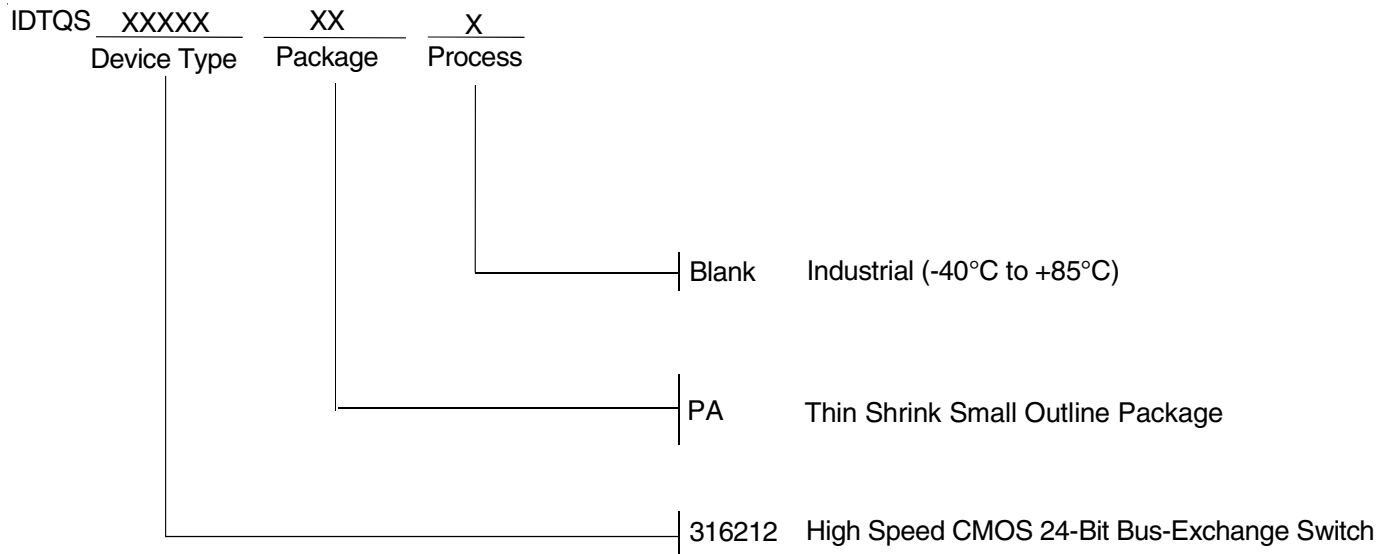 IDTQS XXXXX XX X
Device Type Package Process
Blank Industrial (-40°C to +85°C)
PA Thin Shrink Small Outline Package
316212 High Speed CMOS 24-Bit Bus-Exchange Switch